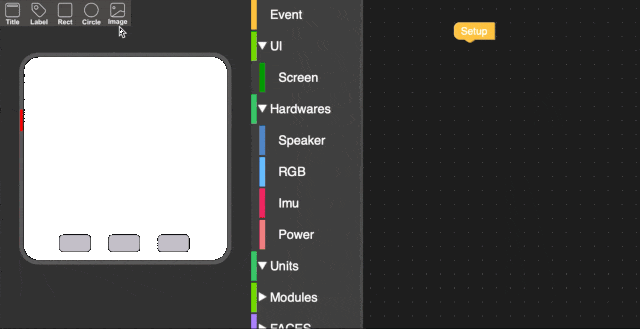 Title Label Rect Circle Image
Event
Setup
UI
Screen
Hardwares
Speaker
RGB
Imu
Power
Units
Modules
FACES